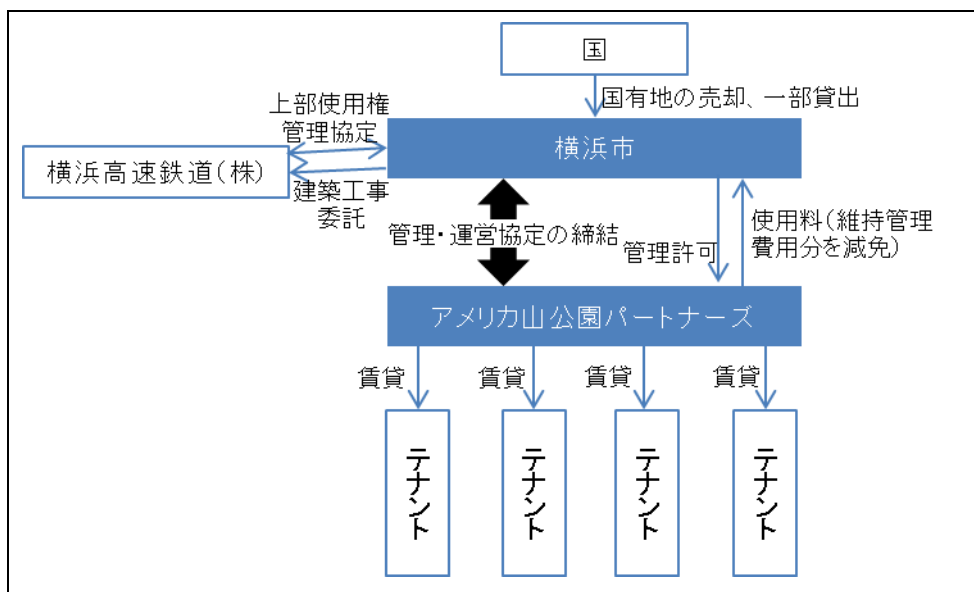 国
国有地の売却、一部貸出
上部使用権
管理協定
横浜市
横浜高速鉄道(株)
建築工事
委託
管理・運営協定の締結
管理許可
使用料(維持管理
費用分を減免)
アメリカ山公園パートナーズ
賃貸
賃貸
賃貸
賃貸
テナント
テナント
テナント
テナント